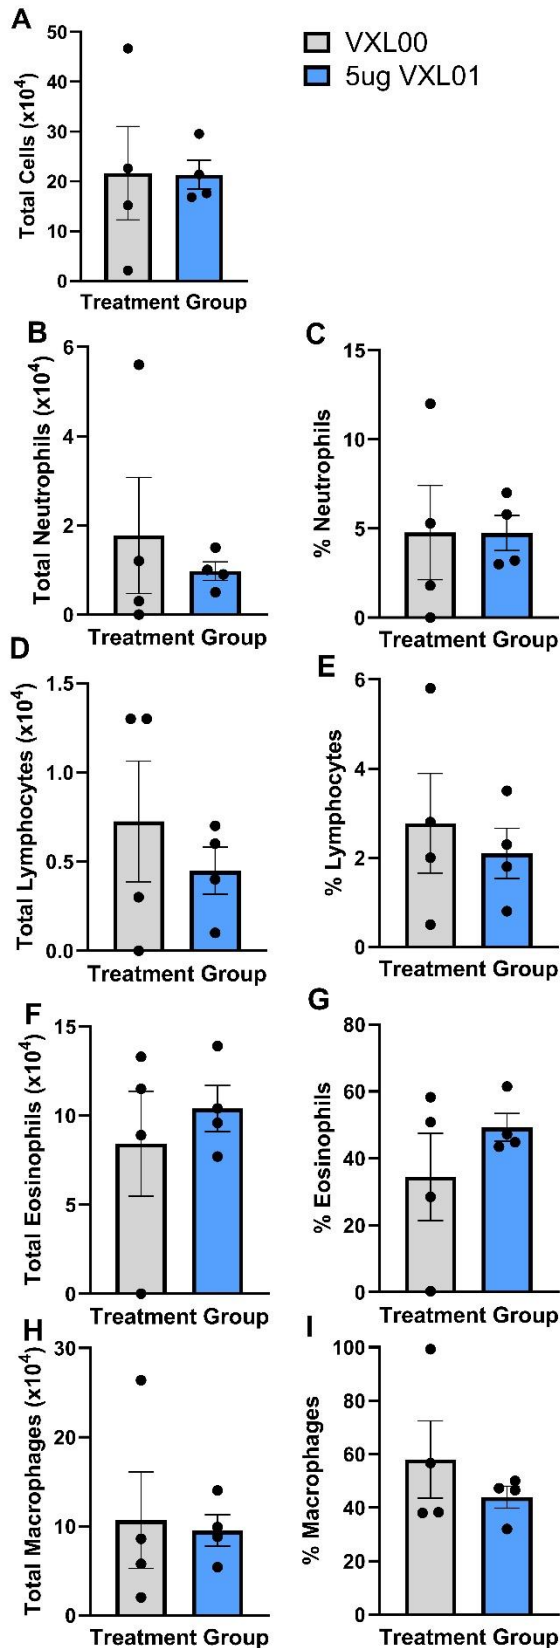 A
Total Cells (x10⁴)
50
40
30
20
10
0
Treatment Group
VXL00
5ug VXL01
B
Total Neutrophils (x10⁴)
6
4
2
0
Treatment Group
C
% Neutrophils
15
10
5
0
Treatment Group
D
Total Lymphocytes (x10⁴)
1.5
1.0
0.5
0.0
Treatment Group
E
% Lymphocytes
6
4
2
0
Treatment Group
F
Total Eosinophils (x10⁴)
15
10
5
0
Treatment Group
G
% Eosinophils
80
60
40
20
0
Treatment Group
H
Total Macrophages (x10⁴)
30
20
10
0
Treatment Group
I
% Macrophages
100
80
60
40
20
0
Treatment Group